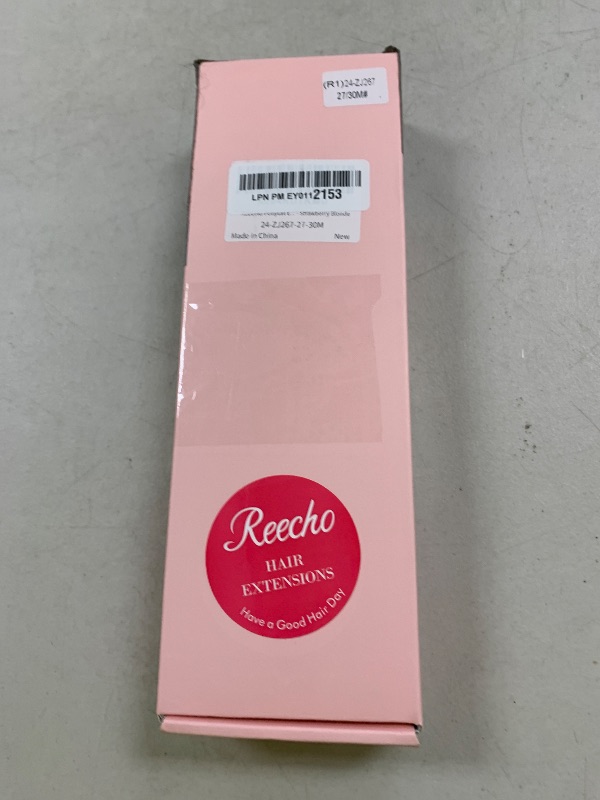 (R1)24-ZJ267
27/30M#
LPN PM EY0112153
Strawberry Blonde
24-ZJ267-27-30M
Made in China New
Reecho
HAIR
EXTENSIONS
Have a Good Hair Day